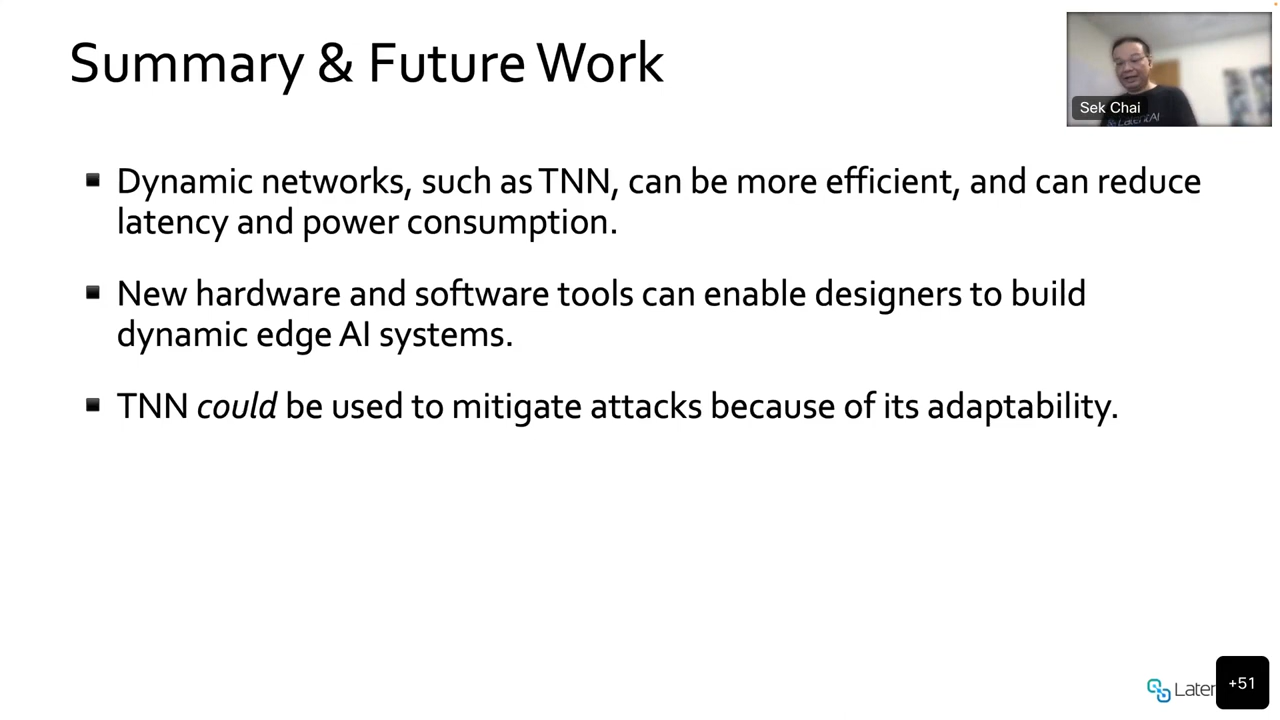 Summary & Future Work
Sek Chai
LatentAI
▪ Dynamic networks, such as TNN, can be more efficient, and can reduce
latency and power consumption.
▪ New hardware and software tools can enable designers to build
dynamic edge AI systems.
▪ TNN could be used to mitigate attacks because of its adaptability.
Later
+51